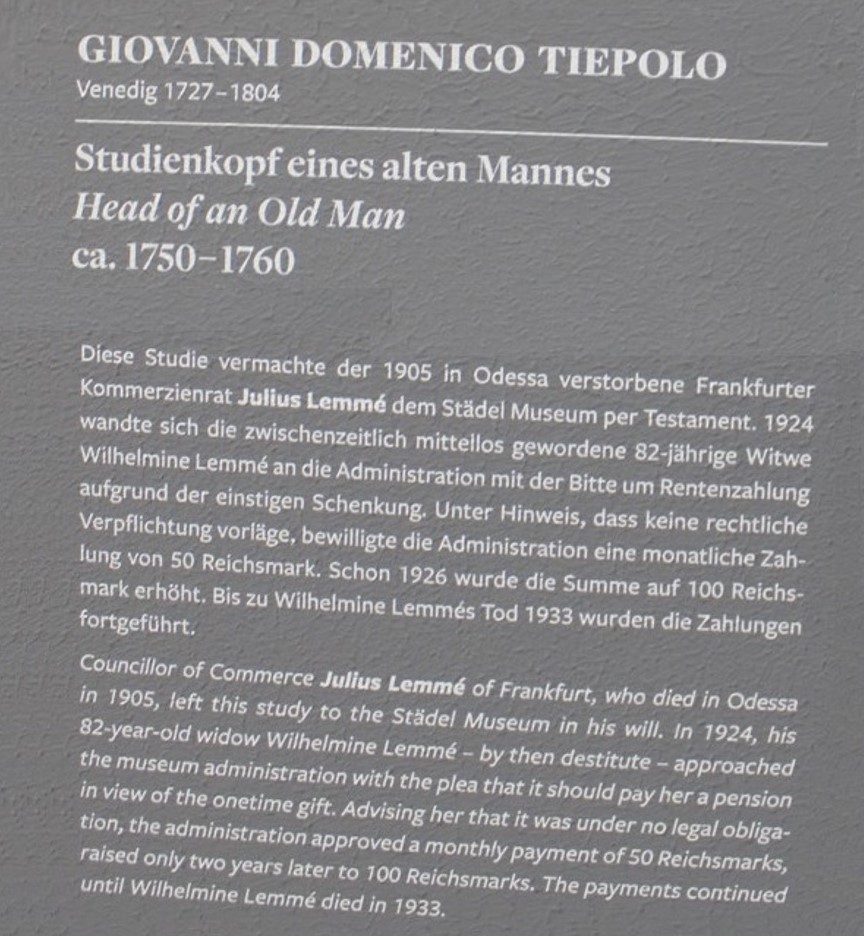 GIOVANNI DOMENICO TIEPOLO
Venedig 1727–1804
Studienkopf eines alten Mannes
Head of an Old Man
ca. 1750–1760
Diese Studie vermachte der 1905 in Odessa verstorbene Frankfurter
Kommerzienrat Julius Lemmé dem Städel Museum per Testament. 1924
wandte sich die zwischenzeitlich mittellos gewordene 82-jährige Witwe
Wilhelmine Lemmé an die Administration mit der Bitte um Rentenzahlung
aufgrund der einstigen Schenkung. Unter Hinweis, dass keine rechtliche
Verpflichtung vorläge, bewilligte die Administration eine monatliche Zah-
lung von 50 Reichsmark. Schon 1926 wurde die Summe auf 100 Reichs-
mark erhöht. Bis zu Wilhelmine Lemmés Tod 1933 wurden die Zahlungen
fortgeführt.
Councillor of Commerce Julius Lemmé of Frankfurt, who died in Odessa
in 1905, left this study to the Städel Museum in his will. In 1924, his
82-year-old widow Wilhelmine Lemmé – by then destitute – approached
the museum administration with the plea that it should pay her a pension
in view of the onetime gift. Advising her that it was under no legal obliga-
tion, the administration approved a monthly payment of 50 Reichsmarks,
raised only two years later to 100 Reichsmarks. The payments continued
until Wilhelmine Lemmé died in 1933.